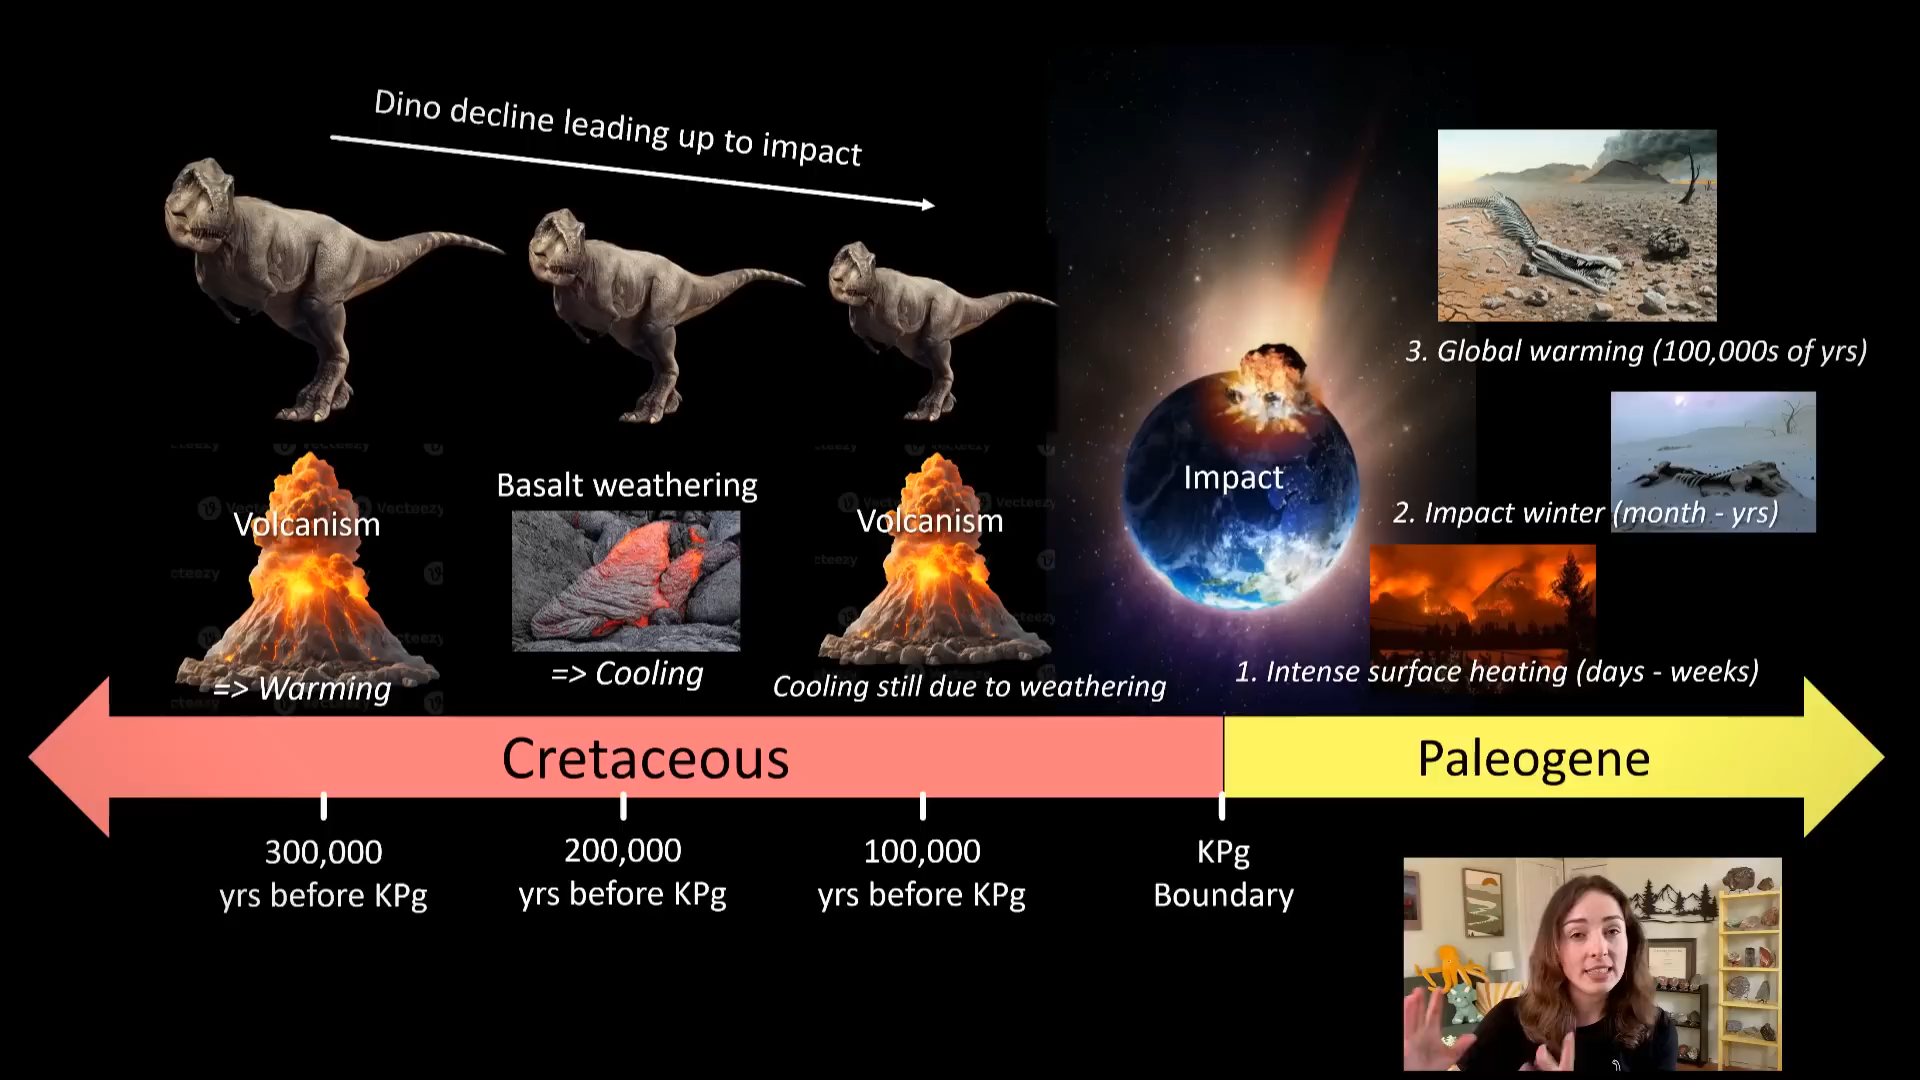 Dino decline leading up to impact
3. Global warming (100,000s of yrs)
Impact
2. Impact winter (month - yrs)
Volcanism
Basalt weathering
Volcanism
=> Warming
=> Cooling
Cooling still due to weathering
1. Intense surface heating (days - weeks)
Cretaceous
Paleogene
300,000
yrs before KPg
200,000
yrs before KPg
100,000
yrs before KPg
KPg
Boundary
Vecteezy